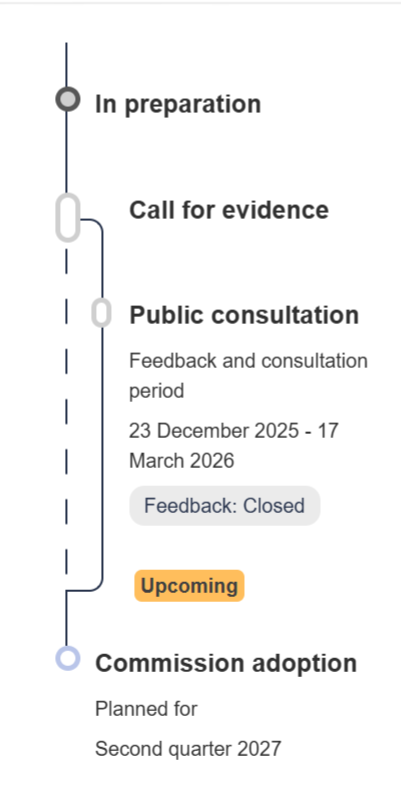 In preparation
Call for evidence
Public consultation
Feedback and consultation
period
23 December 2025 - 17
March 2026
Feedback: Closed
Upcoming
Commission adoption
Planned for
Second quarter 2027